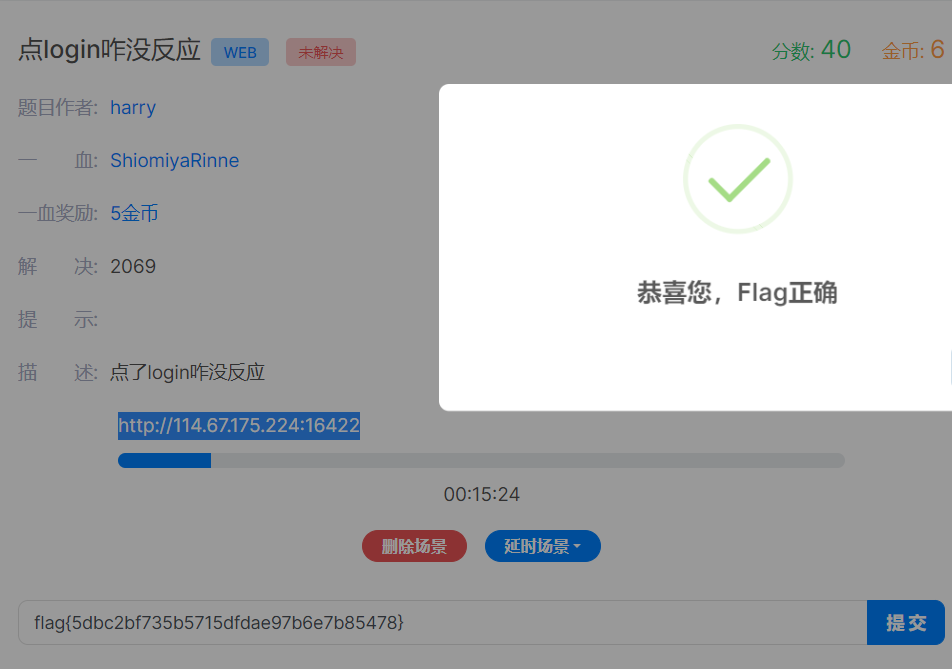 点login咋没反应 WEB 未解决 分数: 40 金币: 6
题目作者: harry
一 血: ShiomiyaRinne
一血奖励: 5金币
解 决: 2069
提 示:
描 述: 点了login咋没反应
恭喜您，Flag正确
http://114.67.175.224:16422
00:15:24
删除场景 延时场景
flag{5dbc2bf735b5715dfdae97b6e7b85478} 提交